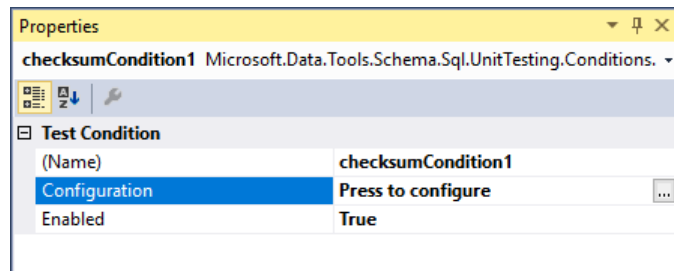 Properties
checksumCondition1 Microsoft.Data.Tools.Schema.Sql.UnitTesting.Conditions.
Test Condition
(Name) checksumCondition1
Configuration Press to configure ...
Enabled True